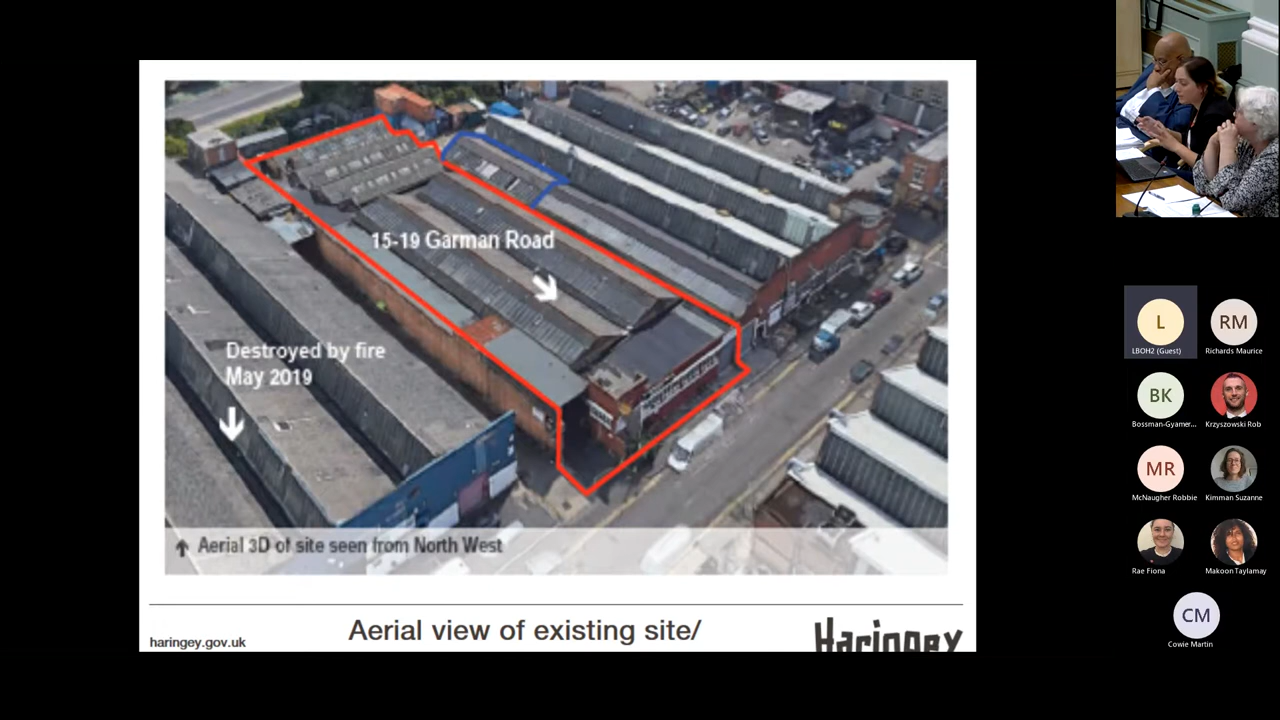 15-19 Garman Road
Destroyed by fire
May 2019
Aerial 3D of site seen from North West
haringey.gov.uk
Aerial view of existing site/
Haringey
L
LBOH2 (Guest)
RM
Richards Maurice
BK
Bossman-Gyamer...
Krzyszowski Rob
MR
McNaugher Robbie
Kimman Suzanne
Rae Fiona
Makoon Taylamay
CM
Cowie Martin